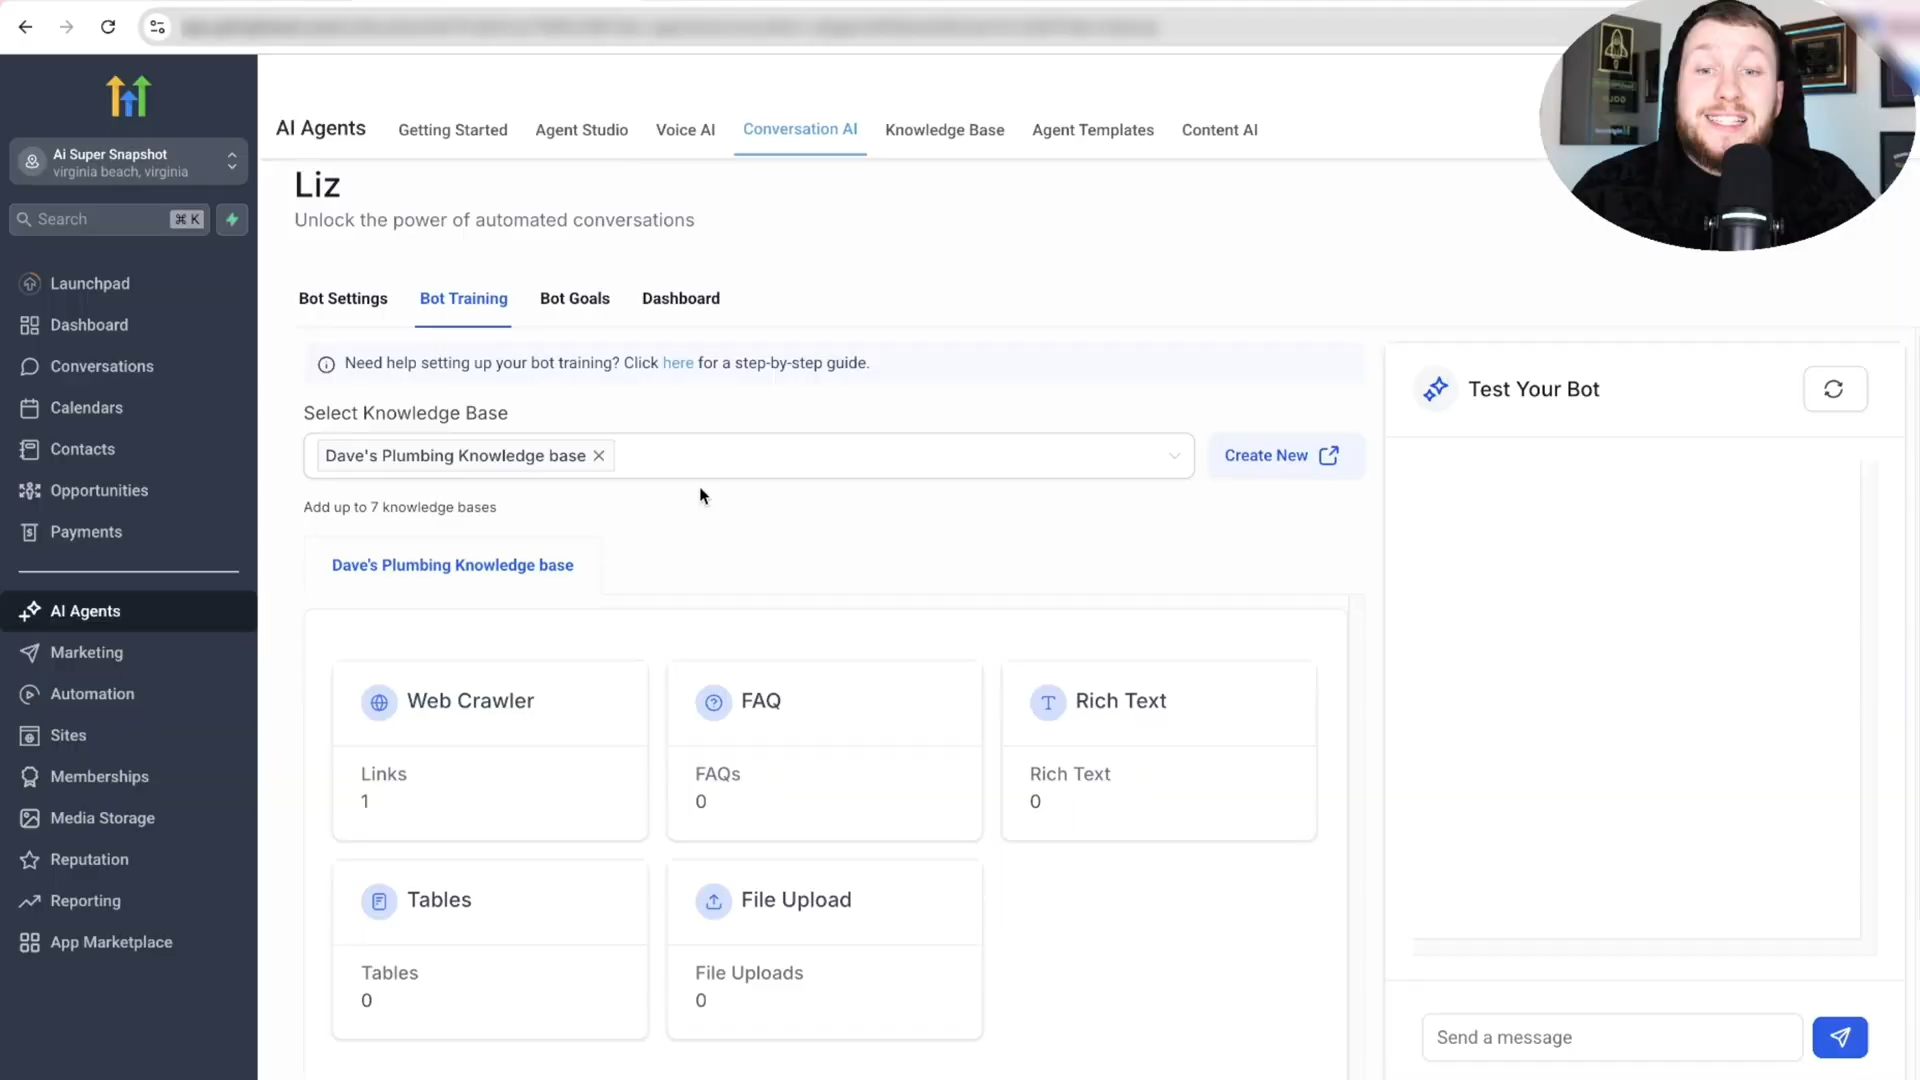 Ai Super Snapshot
virginia beach, virginia
Search
⌘ K
Launchpad
Dashboard
Conversations
Calendars
Contacts
Opportunities
Payments
AI Agents
Marketing
Automation
Sites
Memberships
Media Storage
Reputation
Reporting
App Marketplace
AI Agents
Getting Started
Agent Studio
Voice AI
Conversation AI
Knowledge Base
Agent Templates
Content AI
Liz
Unlock the power of automated conversations
Bot Settings
Bot Training
Bot Goals
Dashboard
Need help setting up your bot training? Click here for a step-by-step guide.
Select Knowledge Base
Dave's Plumbing Knowledge base
Create New
Add up to 7 knowledge bases
Dave's Plumbing Knowledge base
Web Crawler
Links
1
FAQ
FAQs
0
Rich Text
Rich Text
0
Tables
Tables
0
File Upload
File Uploads
0
Test Your Bot
Send a message